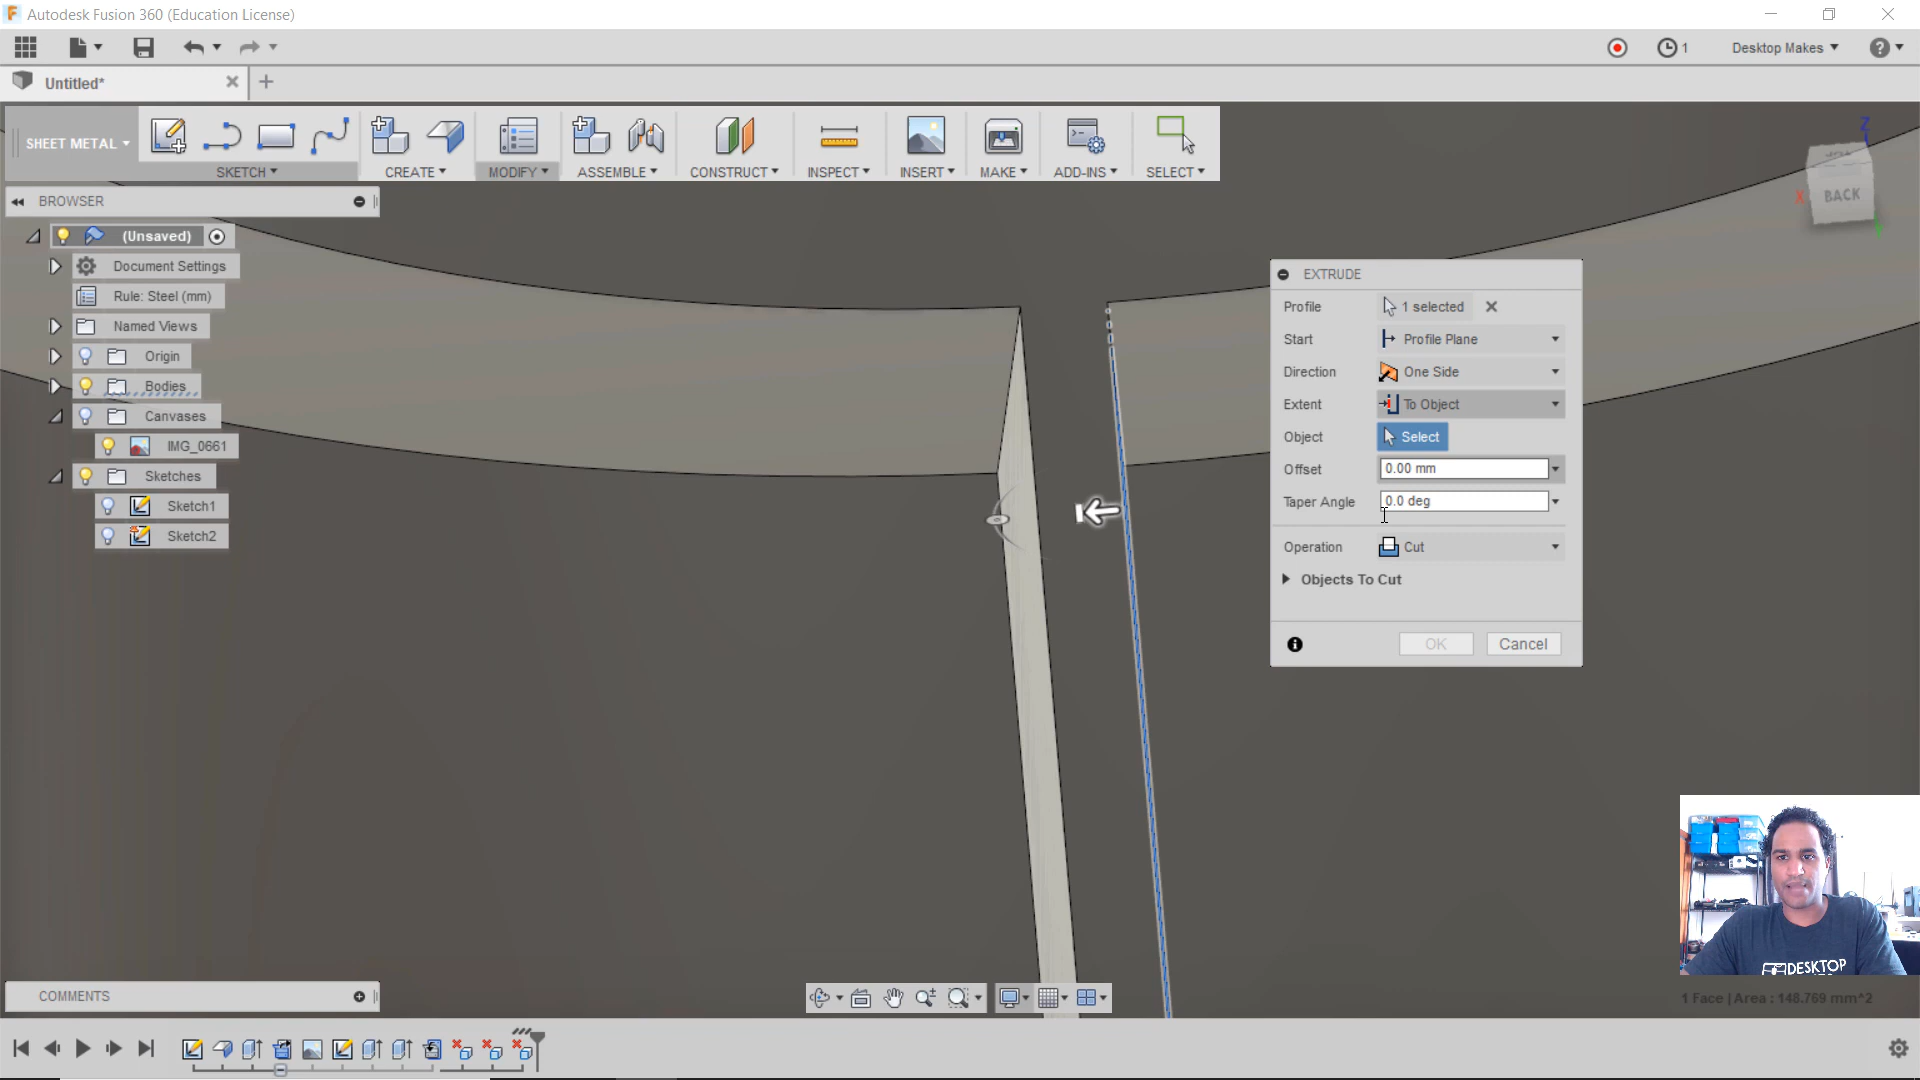 Autodesk Fusion 360 (Education License)
1
Desktop Makes
Untitled*
SHEET METAL
SKETCH
CREATE
MODIFY
ASSEMBLE
CONSTRUCT
INSPECT
INSERT
MAKE
ADD-INS
SELECT
Z
X
BACK
BROWSER
(Unsaved)
Document Settings
Rule: Steel (mm)
Named Views
Origin
Bodies
Canvases
IMG_0661
Sketches
Sketch1
Sketch2
EXTRUDE
Profile
1 selected
Start
Profile Plane
Direction
One Side
Extent
To Object
Object
Select
Offset
0.00 mm
Taper Angle
0.0 deg
Operation
Cut
Objects To Cut
OK
Cancel
DESKTOP
1 Face | Area : 148.769 mm^2
COMMENTS